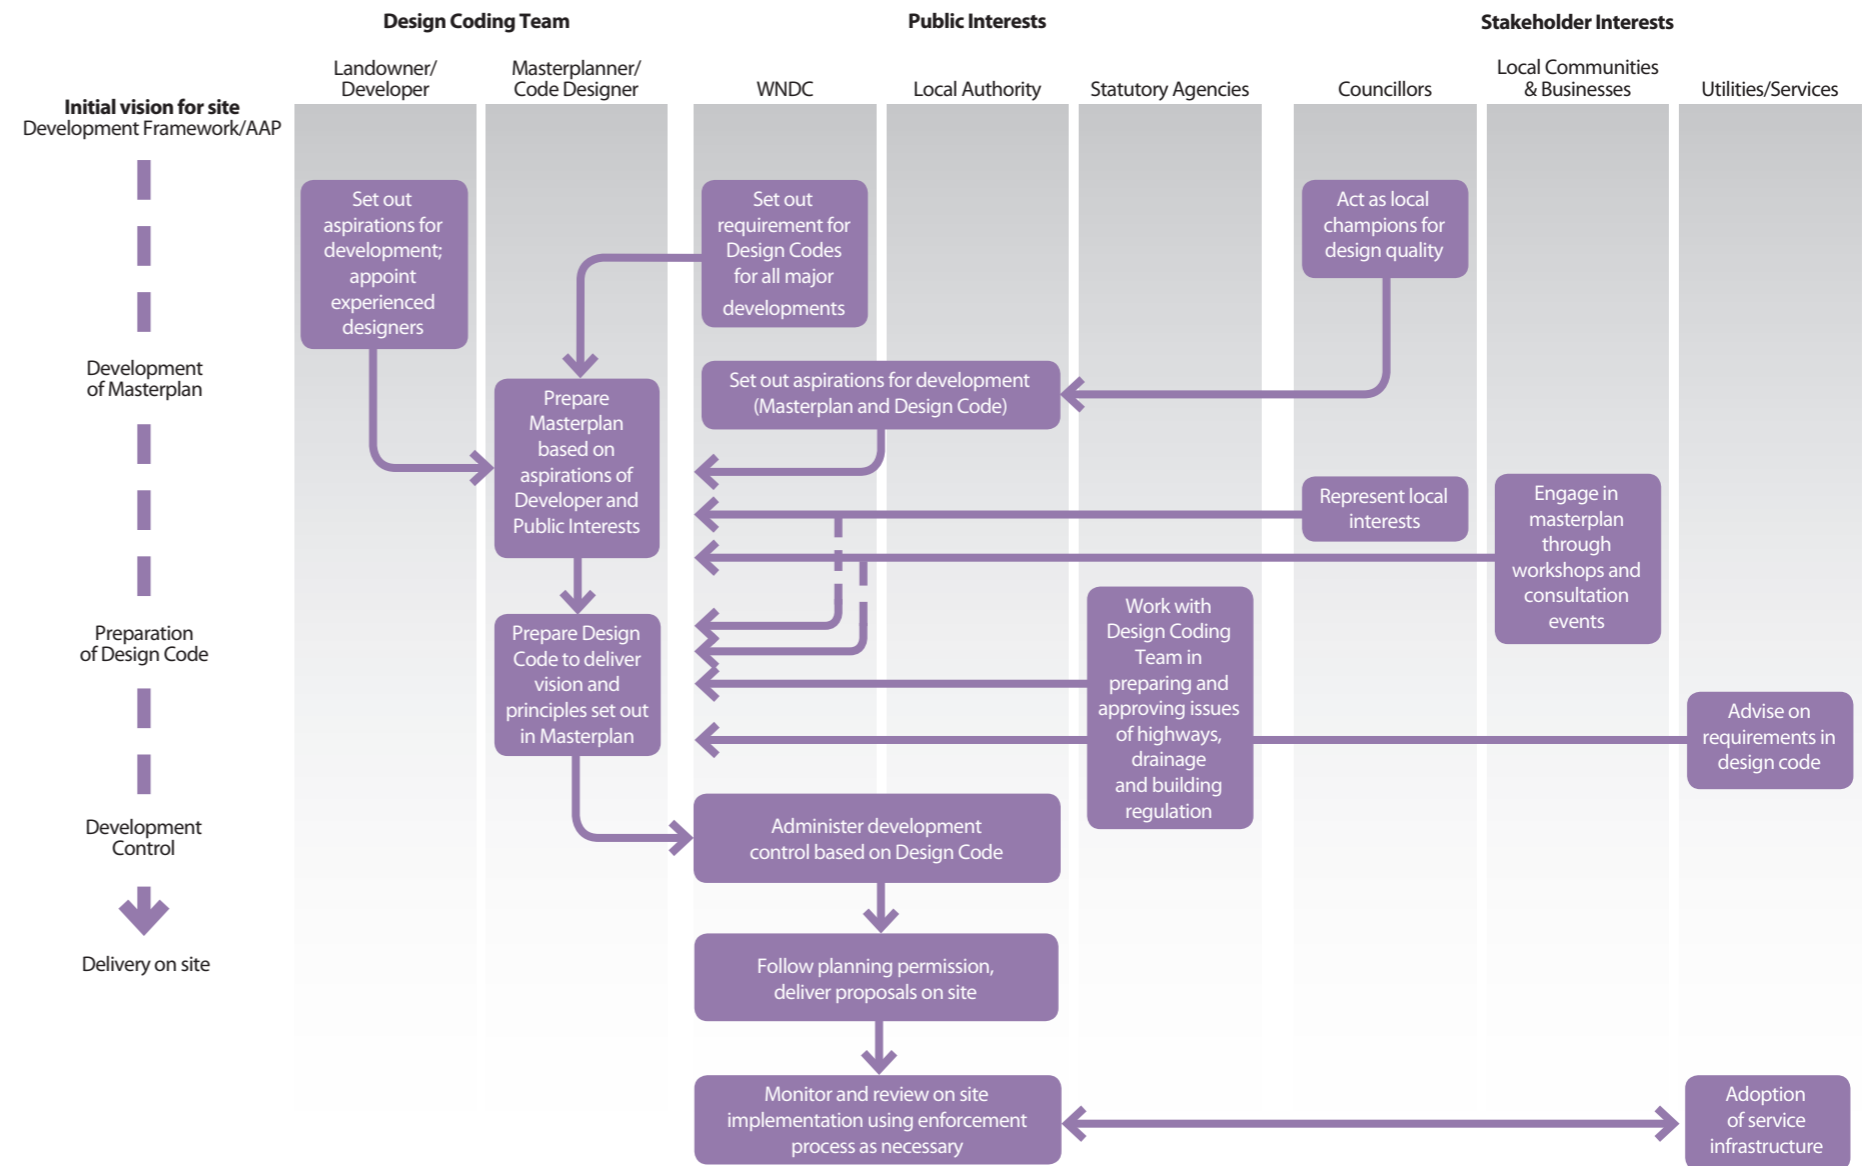 Design Coding Team
Public Interests
Stakeholder Interests
Landowner/
Developer
Masterplanner/
Code Designer
WNDC
Local Authority
Statutory Agencies
Councillors
Local Communities
& Businesses
Utilities/Services
Initial vision for site
Development Framework/AAP
Development
of Masterplan
Preparation
of Design Code
Development
Control
Delivery on site
Set out
aspirations for
development;
appoint
experienced
designers
Set out
requirement for
Design Codes
for all major
developments
Act as local
champions for
design quality
Prepare
Masterplan
based on
aspirations of
Developer and
Public Interests
Set out aspirations for development
(Masterplan and Design Code)
Represent local
interests
Engage in
masterplan
through
workshops and
consultation
events
Prepare Design
Code to deliver
vision and
principles set out
in Masterplan
Work with
Design Coding
Team in
preparing and
approving issues
of highways,
drainage
and building
regulation
Advise on
requirements in
design code
Administer development
control based on Design Code
Follow planning permission,
deliver proposals on site
Monitor and review on site
implementation using enforcement
process as necessary
Adoption
of service
infrastructure